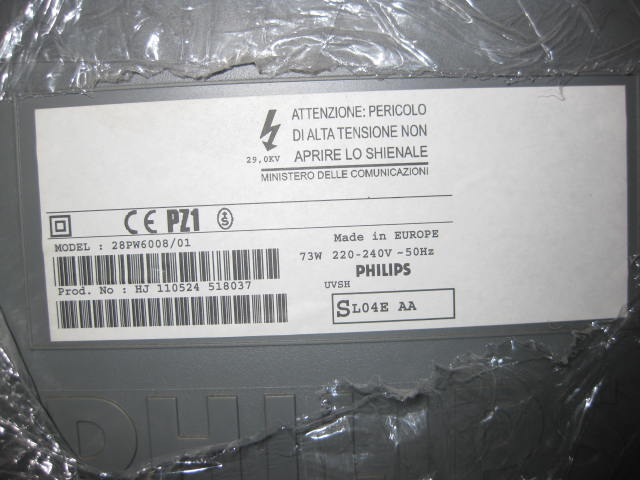 ATTENZIONE: PERICOLO
DI ALTA TENSIONE NON
29,0KV APRIRE LO SHIENALE
MINISTERO DELLE COMUNICAZIONI
CE PZ1 S
MODEL : 28PW6008/01
Made in EUROPE
73W 220-240V ~50Hz
PHILIPS
Prod. No : HJ 110524 518037
UVSH
SL04E AA
PHILIPS